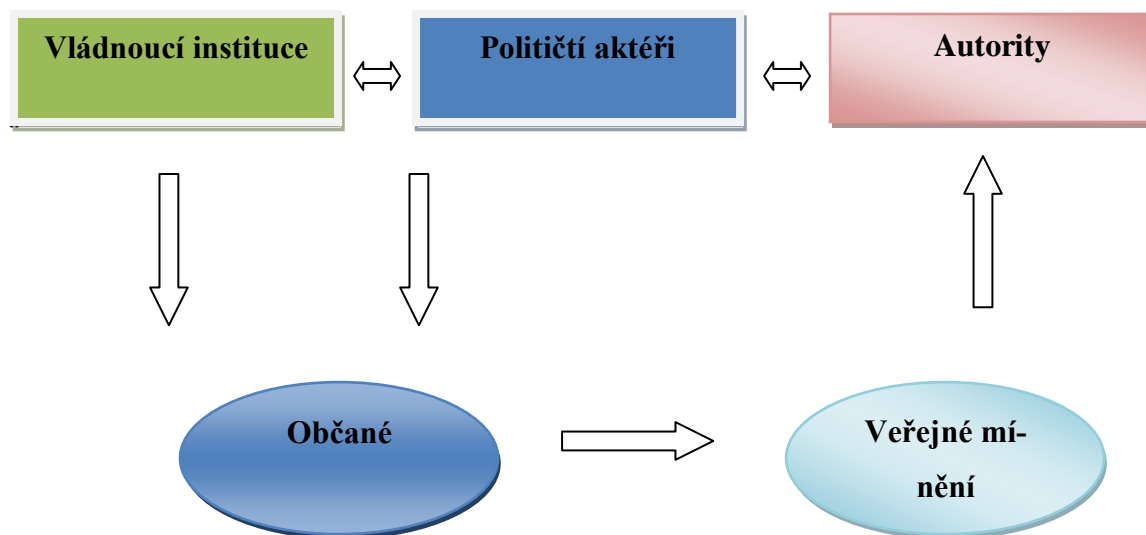 Vládnoucí instituce
Političtí aktéři
Autority
Občané
Veřejné mí-
nění